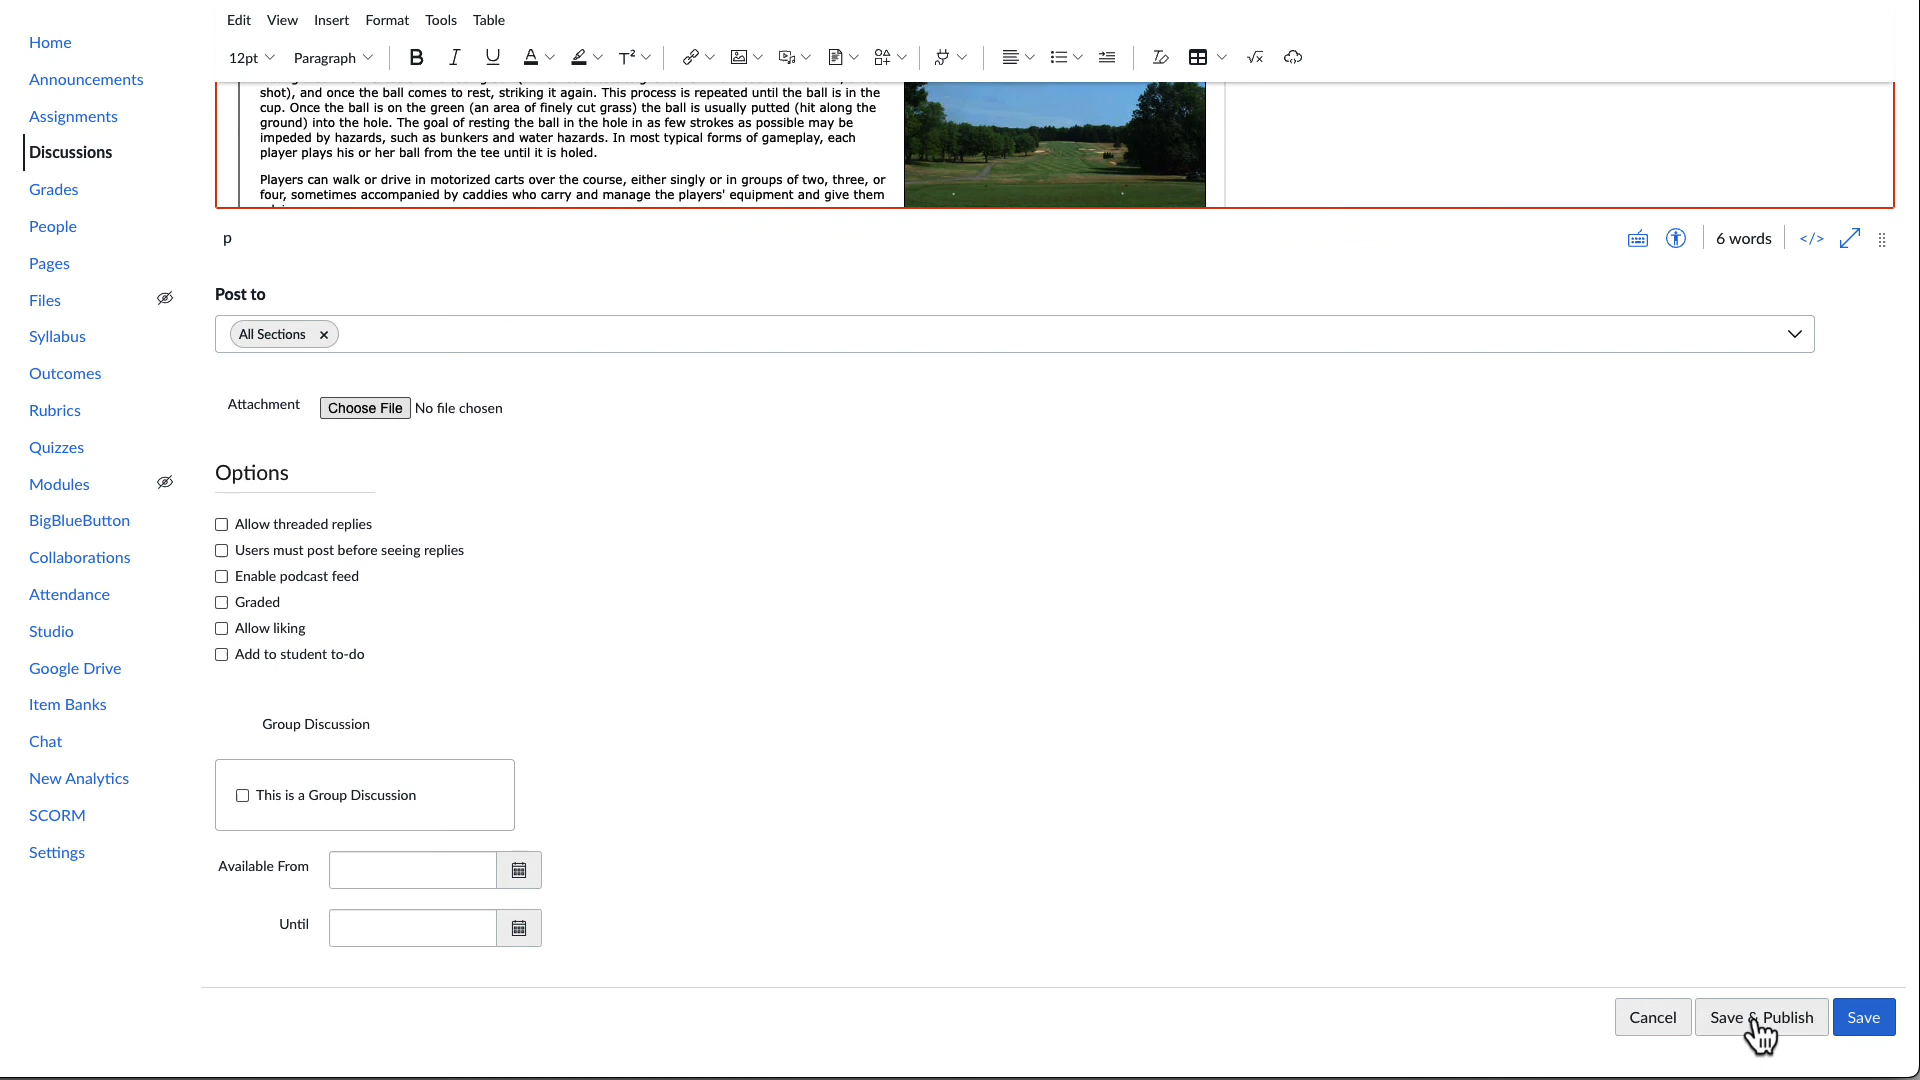 Edit View Insert Format Tools Table
12pt Paragraph
Home
Announcements
Assignments
Discussions
Grades
People
Pages
Files
Syllabus
Outcomes
Rubrics
Quizzes
Modules
BigBlueButton
Collaborations
Attendance
Studio
Google Drive
Item Banks
Chat
New Analytics
SCORM
Settings
shot), and once the ball comes to rest, striking it again. This process is repeated until the ball is in the
cup. Once the ball is on the green (an area of finely cut grass) the ball is usually putted (hit along the
ground) into the hole. The goal of resting the ball in the hole in as few strokes as possible may be
impeded by hazards, such as bunkers and water hazards. In most typical forms of gameplay, each
player plays his or her ball from the tee until it is holed.
Players can walk or drive in motorized carts over the course, either singly or in groups of two, three, or
four, sometimes accompanied by caddies who carry and manage the players' equipment and give them
p
6 words </>
Post to
All Sections
Attachment Choose File No file chosen
Options
Allow threaded replies
Users must post before seeing replies
Enable podcast feed
Graded
Allow liking
Add to student to-do
Group Discussion
This is a Group Discussion
Available From
Until
Cancel Save & Publish Save